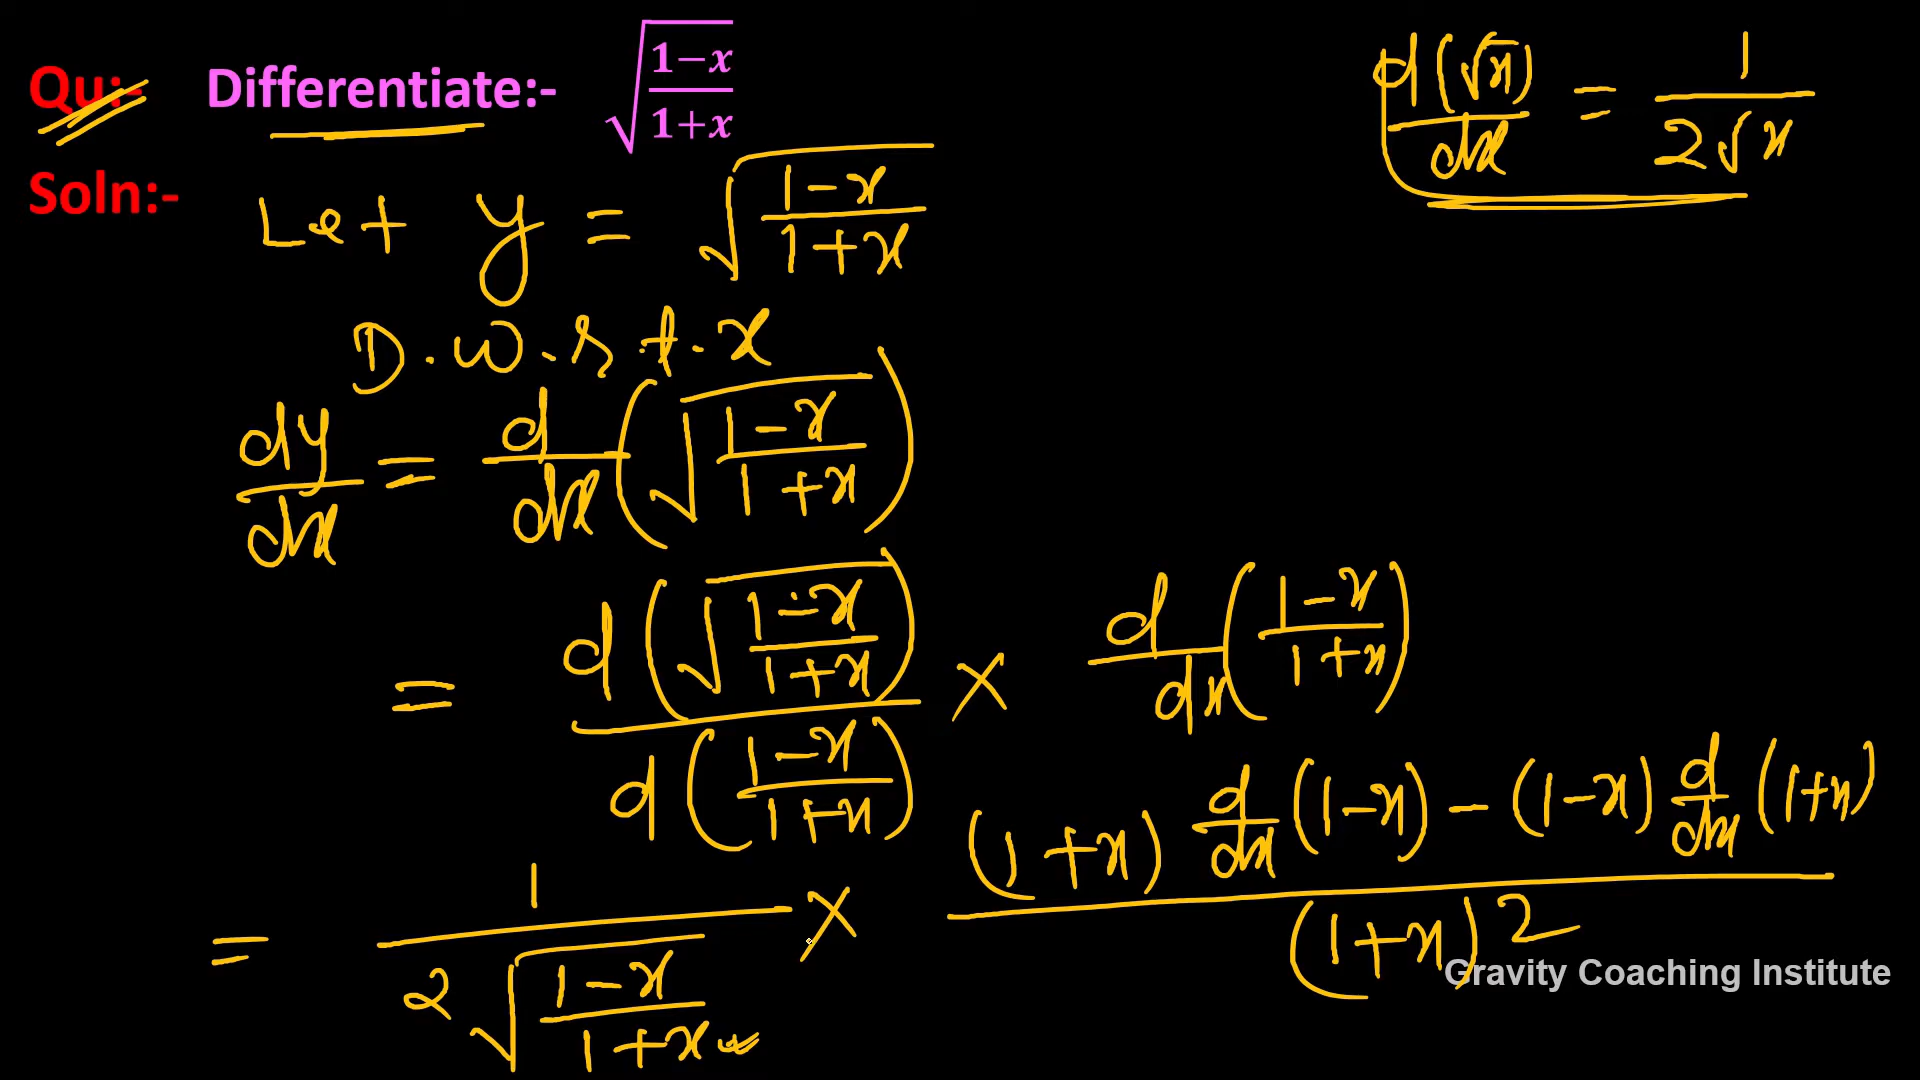 Qu:- Differentiate:- √((1−x)/(1+x))
d(√x)/dx = 1/(2√x)
Soln:- Let y = √((1−x)/(1+x))
D.w.r.t.x
dy/dx = d/dx (√((1−x)/(1+x)))
= d(√((1−x)/(1+x)))/d((1−x)/(1+x)) × d/dx ((1−x)/(1+x))
= 1/(2√((1−x)/(1+x))) × ((1+x) d/dx (1−x) − (1−x) d/dx (1+x))/(1+x)²
Gravity Coaching Institute